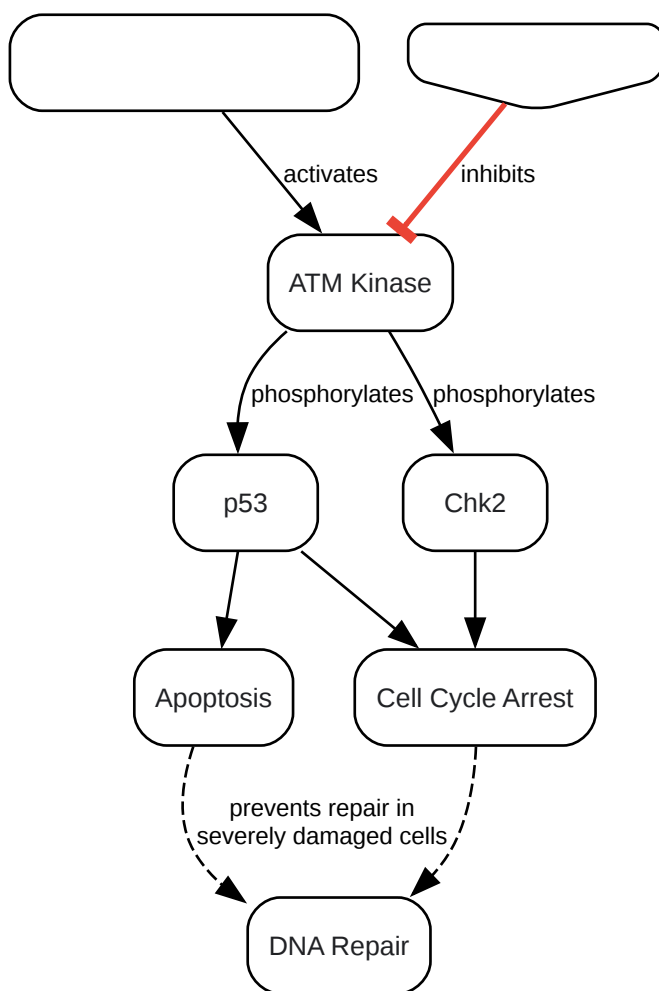 activates
inhibits
ATM Kinase
phosphorylates
phosphorylates
p53
Chk2
Apoptosis
Cell Cycle Arrest
prevents repair in
severely damaged cells
DNA Repair